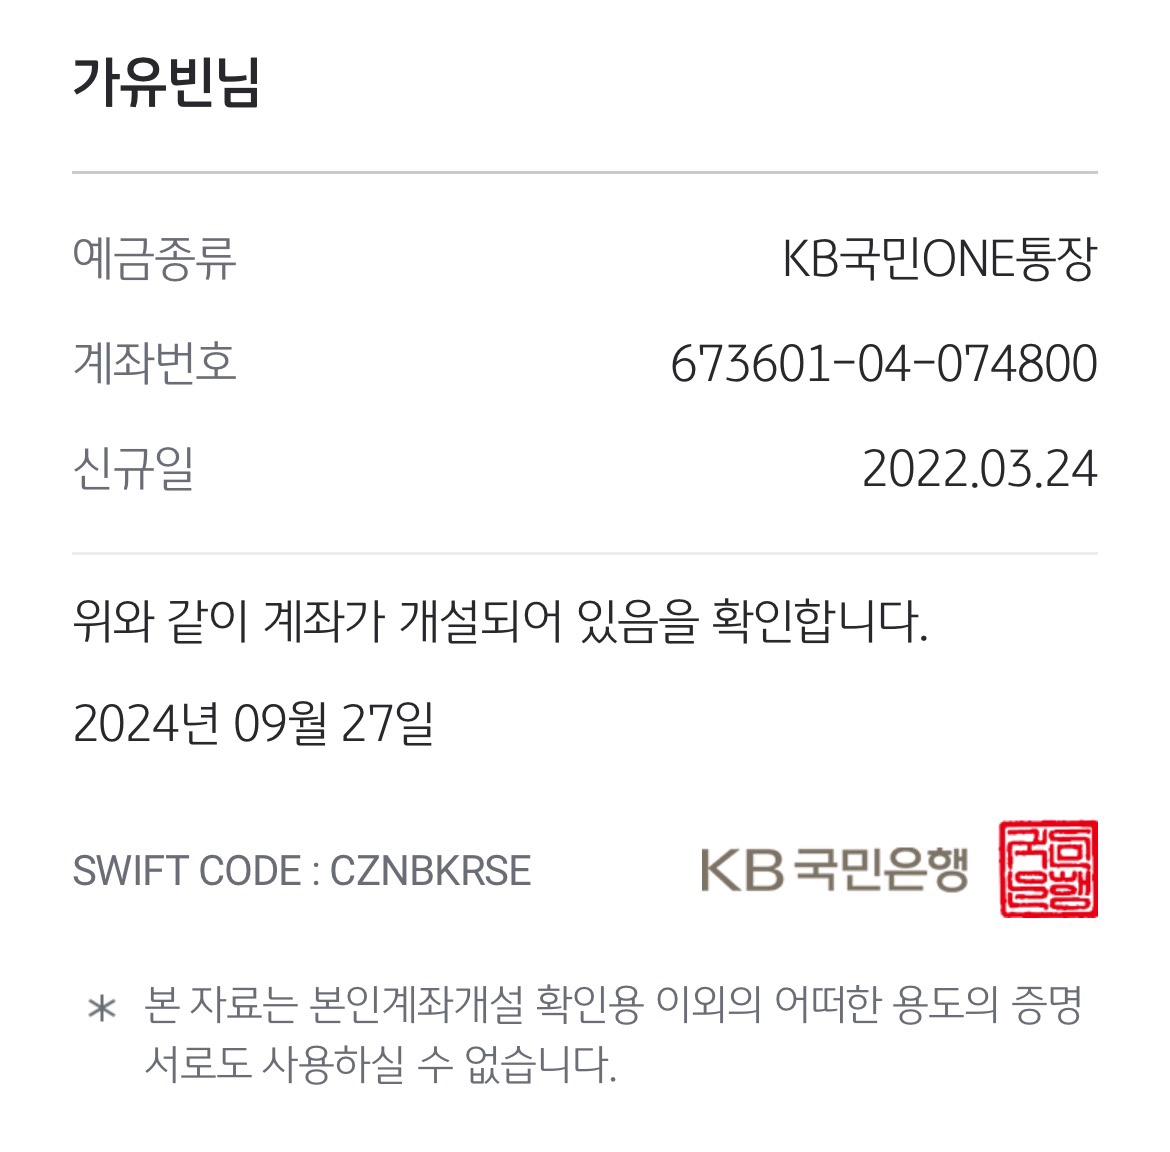 가유빈님
예금종류 KB국민ONE통장
계좌번호 673601-04-074800
신규일 2022.03.24
위와 같이 계좌가 개설되어 있음을 확인합니다.
2024년 09월 27일
SWIFT CODE : CZNBKRSE KB국민은행
* 본 자료는 본인계좌개설 확인용 이외의 어떠한 용도의 증명
서로도 사용하실 수 없습니다.